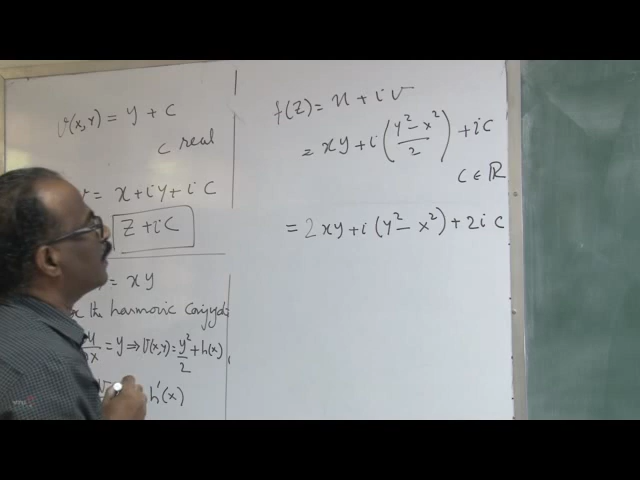 v(x,y) = y + c
c real
= x + iy + i c
z + ic
= xy
the harmonic conjugate
= y ⇒ v(x,y) = y²/2 + h(x)
h'(x)
f(z) = u + i v
= xy + i (y² - x² / 2) + i c
c ∈ ℝ
= 2xy + i (y² - x²) + 2i c